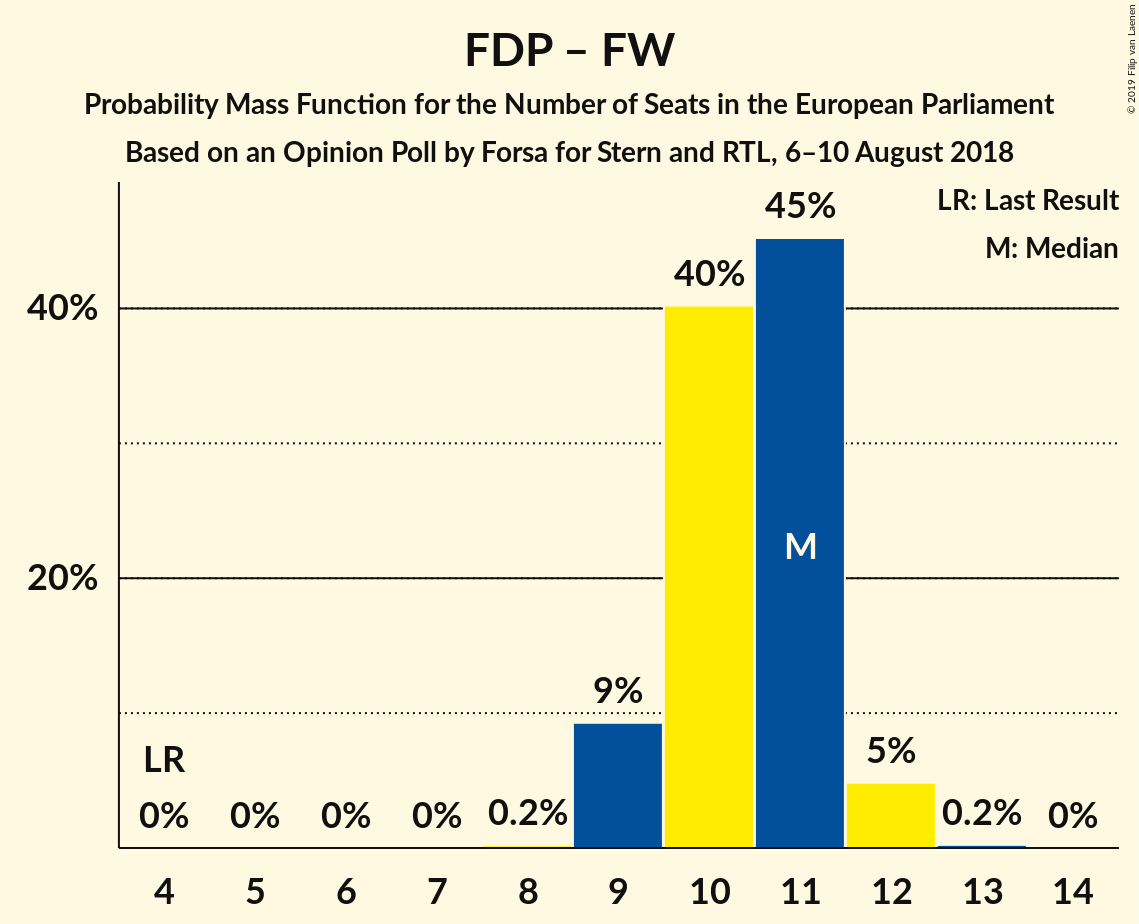 FDP – FW
Probability Mass Function for the Number of Seats in the European Parliament
Based on an Opinion Poll by Forsa for Stern and RTL, 6–10 August 2018
© 2019 Filip van Laenen
LR: Last Result
M: Median
45%
40%
40%
M
20%
9%
5%
LR
0% 0% 0% 0% 0.2% 0.2% 0%
4 5 6 7 8 9 10 11 12 13 14